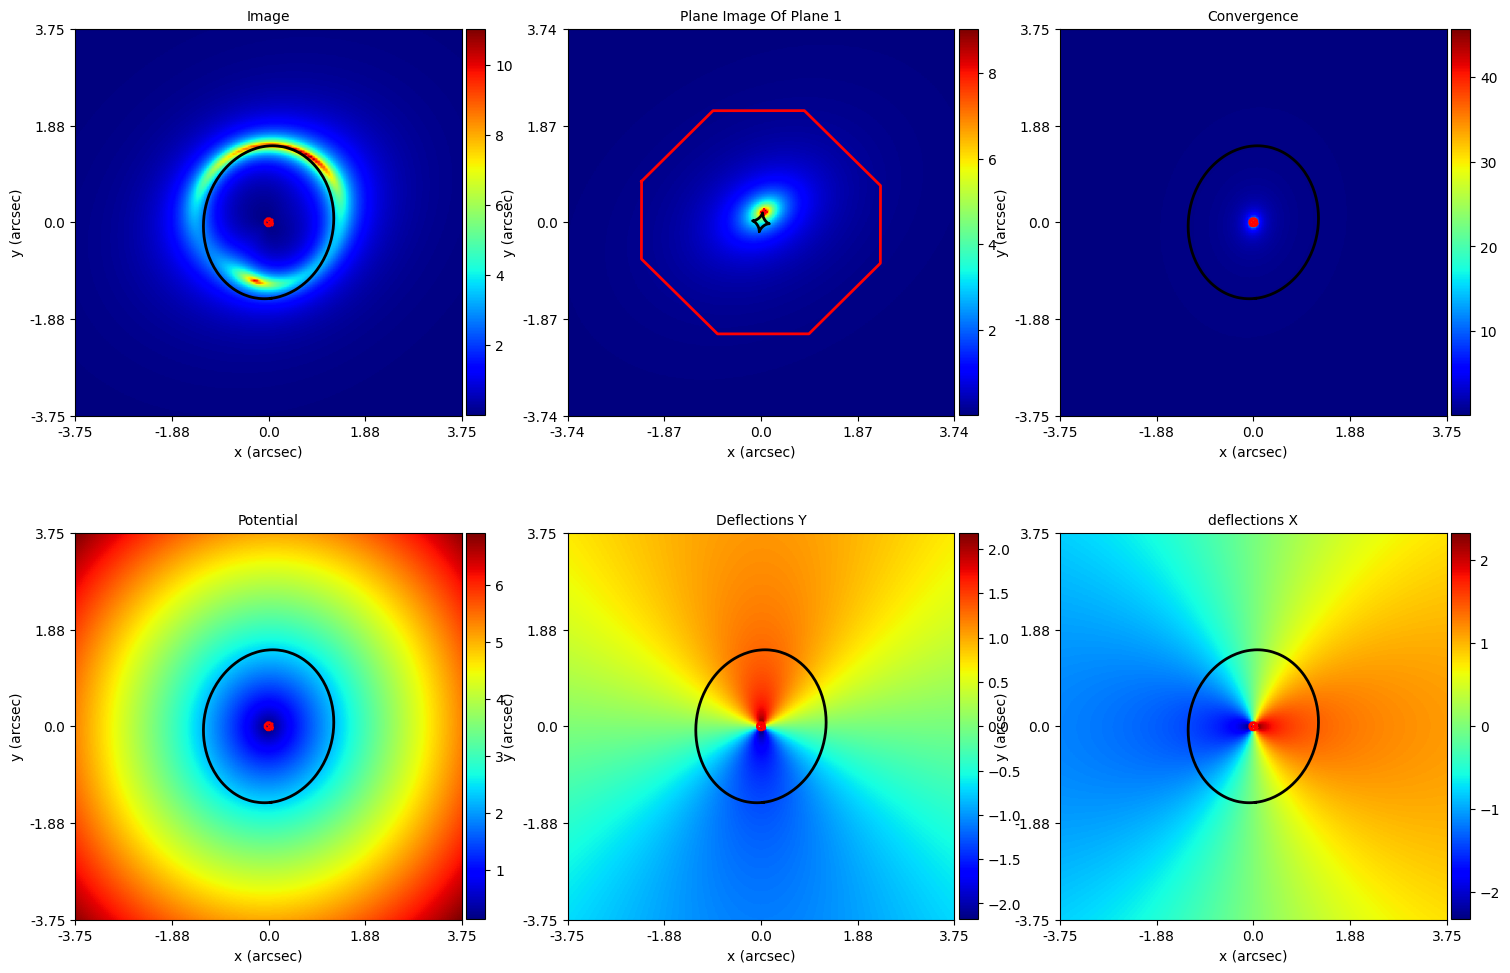 Image
Plane Image Of Plane 1
Convergence
3.75
1.88
0.0
-1.88
-3.75
y (arcsec)
-3.75 -1.88 0.0 1.88 3.75
x (arcsec)
10
8
6
4
2
3.74
1.87
0.0
-1.87
-3.74
y (arcsec)
-3.74 -1.87 0.0 1.87 3.74
x (arcsec)
8
6
4
2
3.75
1.88
0.0
-1.88
-3.75
y (arcsec)
-3.75 -1.88 0.0 1.88 3.75
x (arcsec)
40
30
20
10
Potential
Deflections Y
deflections X
3.75
1.88
0.0
-1.88
-3.75
y (arcsec)
-3.75 -1.88 0.0 1.88 3.75
x (arcsec)
6
5
4
3
2
1
3.75
1.88
0.0
-1.88
-3.75
y (arcsec)
-3.75 -1.88 0.0 1.88 3.75
x (arcsec)
2.0
1.5
1.0
0.5
0.0
−0.5
−1.0
−1.5
−2.0
3.75
1.88
0.0
-1.88
-3.75
y (arcsec)
-3.75 -1.88 0.0 1.88 3.75
x (arcsec)
2
1
0
−1
−2